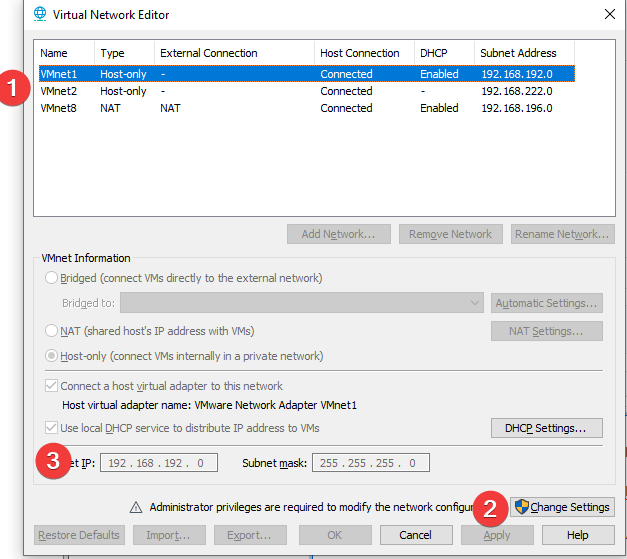 Virtual Network Editor
Name Type External Connection Host Connection DHCP Subnet Address
VMnet1 Host-only - Connected Enabled 192.168.192.0
1
VMnet2 Host-only - Connected - 192.168.222.0
VMnet8 NAT NAT Connected Enabled 192.168.196.0
Add Network... Remove Network Rename Network...
VMnet Information
Bridged (connect VMs directly to the external network)
Bridged to: Automatic Settings...
NAT (shared host's IP address with VMs) NAT Settings...
Host-only (connect VMs internally in a private network)
Connect a host virtual adapter to this network
Host virtual adapter name: VMware Network Adapter VMnet1
Use local DHCP service to distribute IP address to VMs DHCP Settings...
3 et IP: 192 . 168 . 192 . 0 Subnet mask: 255 . 255 . 255 . 0
Administrator privileges are required to modify the network configur 2 Change Settings
Restore Defaults Import... Export... OK Cancel Apply Help